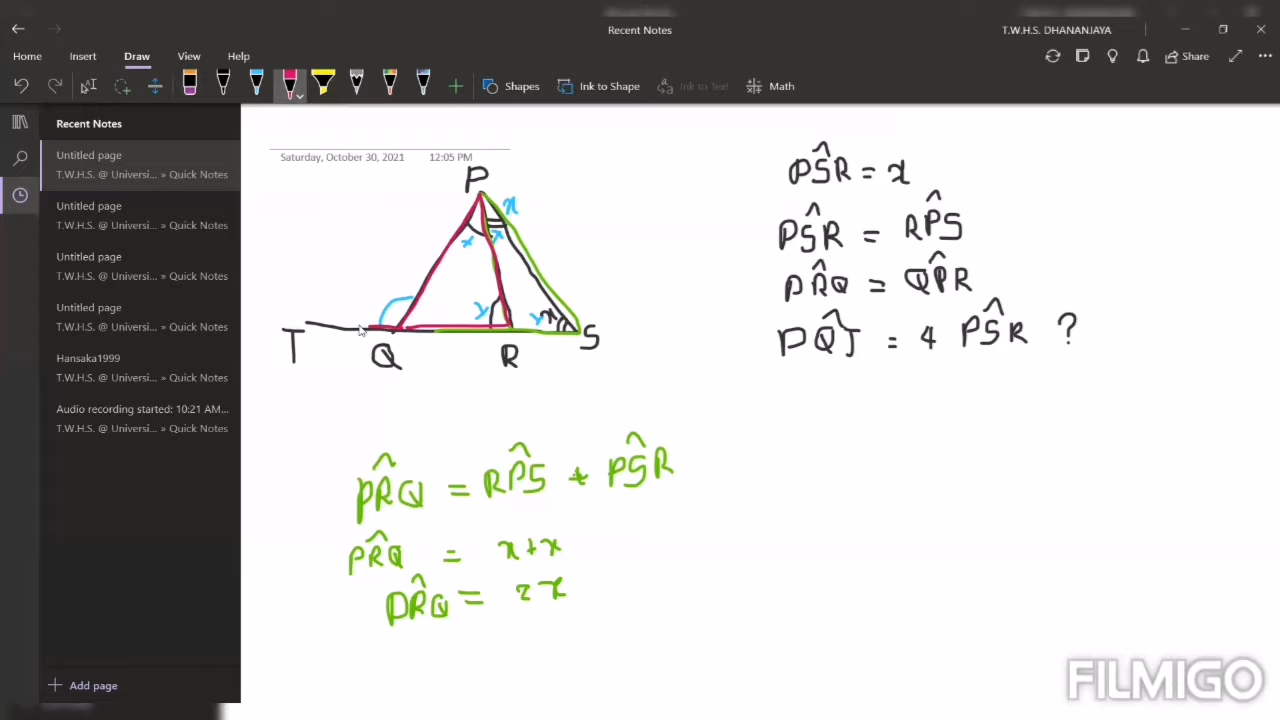 Recent Notes
T.W.H.S. DHANANJAYA
Home Insert Draw View Help
Share
Shapes Ink to Shape Ink to Text Math
Recent Notes
Untitled page
T.W.H.S. @ Universi... » Quick Notes
Untitled page
T.W.H.S. @ Universi... » Quick Notes
Untitled page
T.W.H.S. @ Universi... » Quick Notes
Untitled page
T.W.H.S. @ Universi... » Quick Notes
Hansaka1999
T.W.H.S. @ Universi... » Quick Notes
Audio recording started: 10:21 AM...
T.W.H.S. @ Universi... » Quick Notes
Add page
Saturday, October 30, 2021 12:05 PM
P
x
x x
x
T Q R S
PŜR = x
PŜR = RP̂S
PR̂Q = QP̂R
PQ̂T = 4 PŜR ?
PR̂Q = RP̂S + PŜR
PR̂Q = x+x
PR̂Q = 2x
FILMIGO